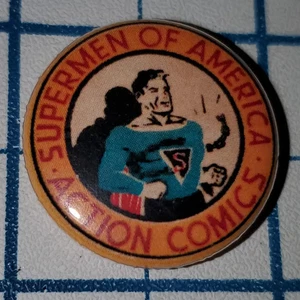 SUPERMEN OF AMERICA
ACTION COMICS
S